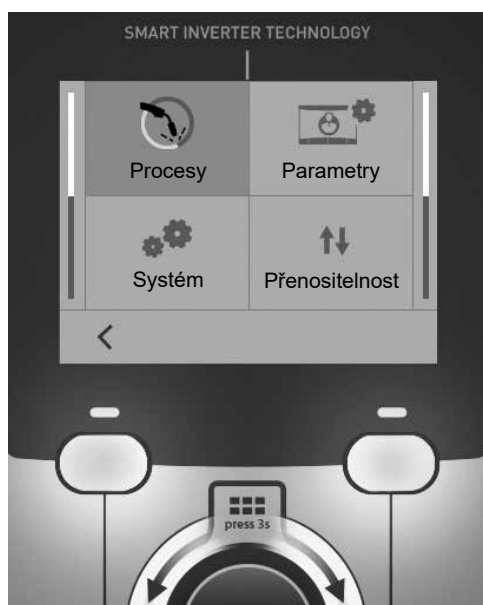 SMART INVERTER TECHNOLOGY
Procesy
Parametry
Systém
Přenositelnost
press 3s